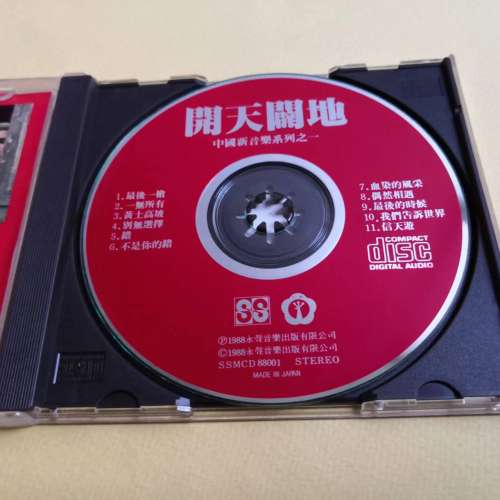 開天闢地
中國新音樂系列之一
1. 最後一槍
2. 一無所有
3. 黃土高坡
4. 別無選擇
5. 錯
6. 不是你的錯
7. 血染的風采
8. 偶然相遇
9. 最後的時候
10. 我們告訴世界
11. 信天遊
COMPACT
disc
DIGITAL AUDIO
SS
Ⓟ1988永聲音樂出版有限公司
Ⓒ1988永聲音樂出版有限公司
SSMCD 88001 STEREO
MADE IN JAPAN